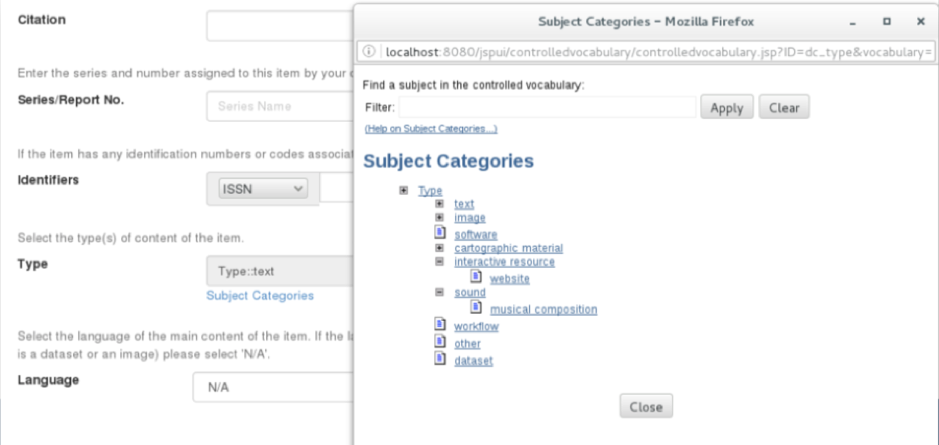 Citation
Enter the series and number assigned to this item by your
Series/Report No.
Series Name
If the item has any identification numbers or codes associat
Identifiers
ISSN
Select the type(s) of content of the item.
Type
Type::text
Subject Categories
Select the language of the main content of the item. If the
is a dataset or an image) please select 'N/A'.
Language
N/A
Subject Categories – Mozilla Firefox
localhost:8080/jspui/controlledvocabulary/controlledvocabulary.jsp?ID=dc_type&vocabulary=
Find a subject in the controlled vocabulary:
Filter:
Apply
Clear
(Help on Subject Categories...)
Subject Categories
Type
text
image
software
cartographic material
interactive resource
website
sound
musical composition
workflow
other
dataset
Close